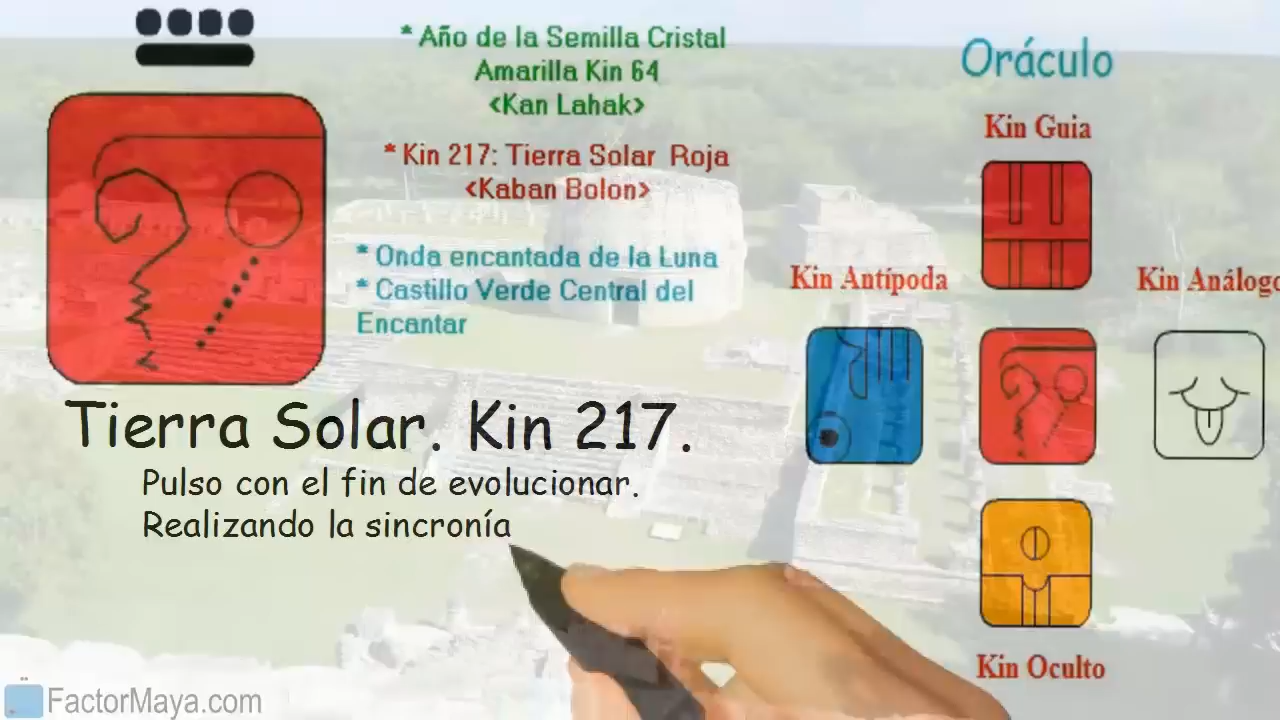 * Año de la Semilla Cristal
Amarilla Kin 64
<Kan Lahak>
* Kin 217: Tierra Solar Roja
<Kaban Bolon>
* Onda encantada de la Luna
* Castillo Verde Central del
Encantar
Tierra Solar. Kin 217.
Pulso con el fin de evolucionar.
Realizando la sincronía
Oráculo
Kin Guia
Kin Antípoda
Kin Análogo
Kin Oculto
FactorMaya.com